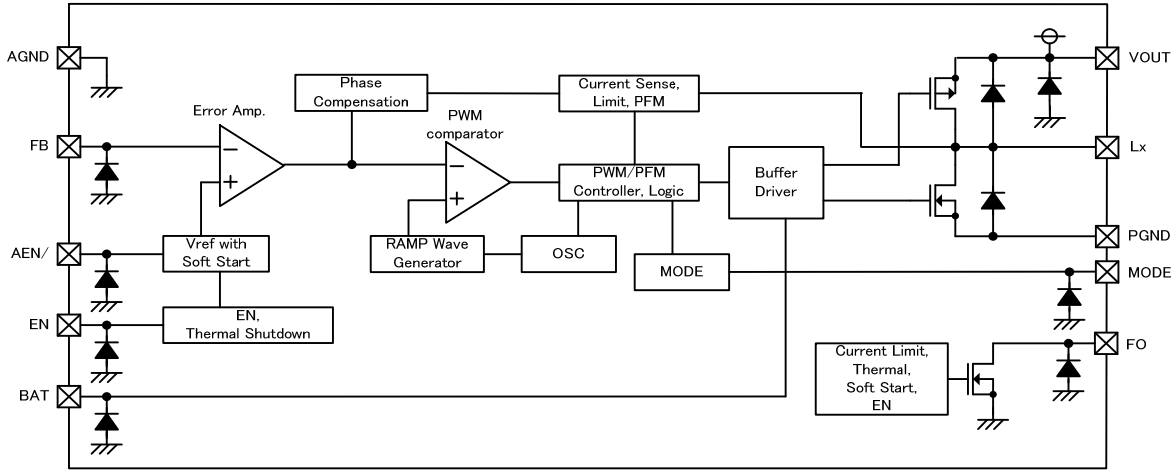 AGND
Phase
Compensation
Current Sense,
Limit, PFM
VOUT
Error Amp.
PWM
comparator
FB
−
+
−
+
PWM/PFM
Controller, Logic
Buffer
Driver
Lx
AEN/
Vref with
Soft Start
RAMP Wave
Generator
OSC
MODE
PGND
MODE
EN
EN,
Thermal Shutdown
Current Limit,
Thermal,
Soft Start,
EN
FO
BAT